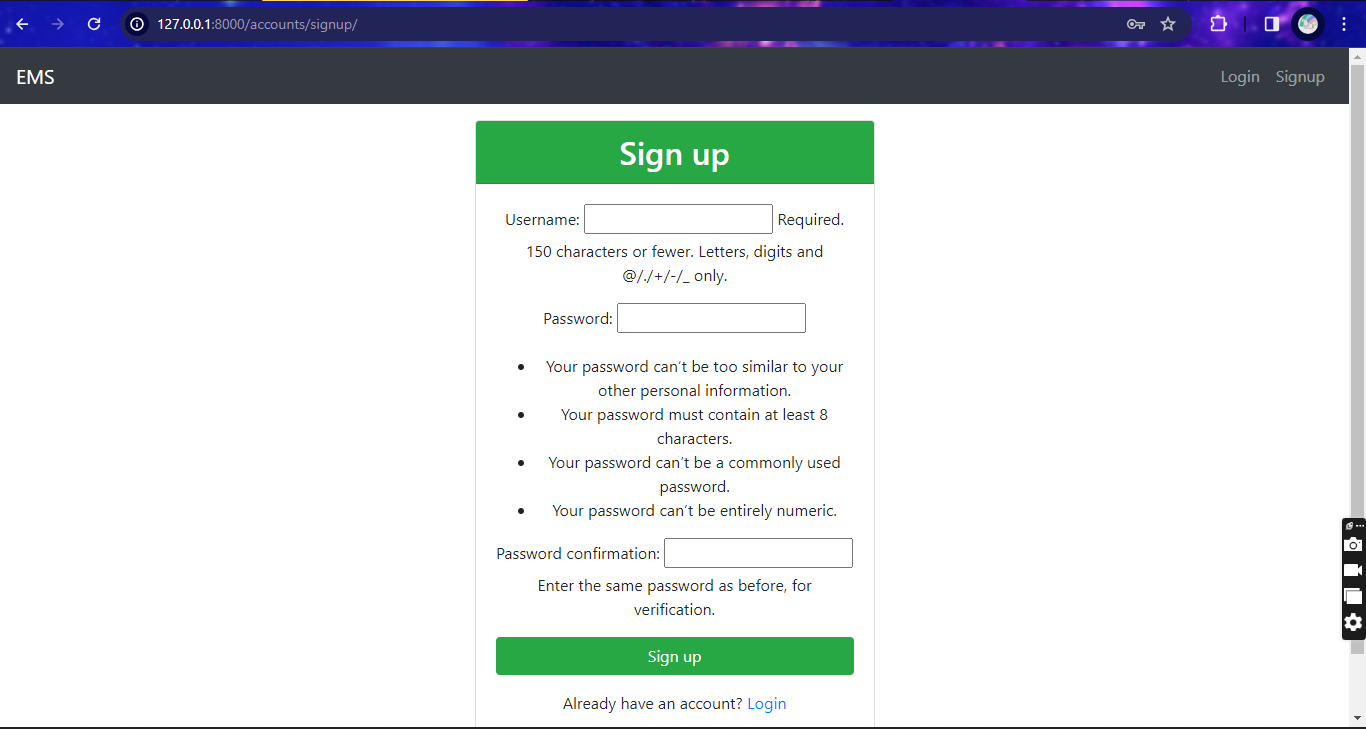 127.0.0.1:8000/accounts/signup/
EMS
Login Signup
Sign up
Username: Required.
150 characters or fewer. Letters, digits and
@/./+/-/_ only.
Password:
• Your password can't be too similar to your
other personal information.
• Your password must contain at least 8
characters.
• Your password can't be a commonly used
password.
• Your password can't be entirely numeric.
Password confirmation:
Enter the same password as before, for
verification.
Sign up
Already have an account? Login